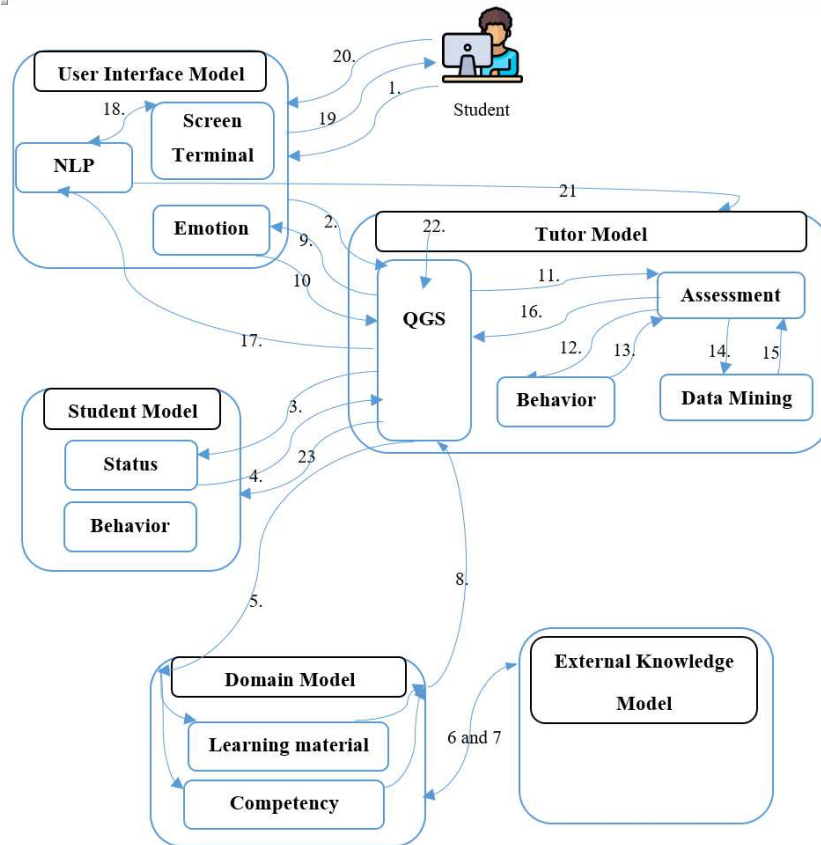 User Interface Model
20.
18.
19
1.
Student
Screen
Terminal
NLP
21
Emotion
2.
9.
22.
Tutor Model
10
QGS
11.
Assessment
16.
17.
12.
13.
14.
15
Behavior
Data Mining
Student Model
3.
Status
4.
23
Behavior
5.
8.
Domain Model
External Knowledge
Model
Learning material
6 and 7
Competency